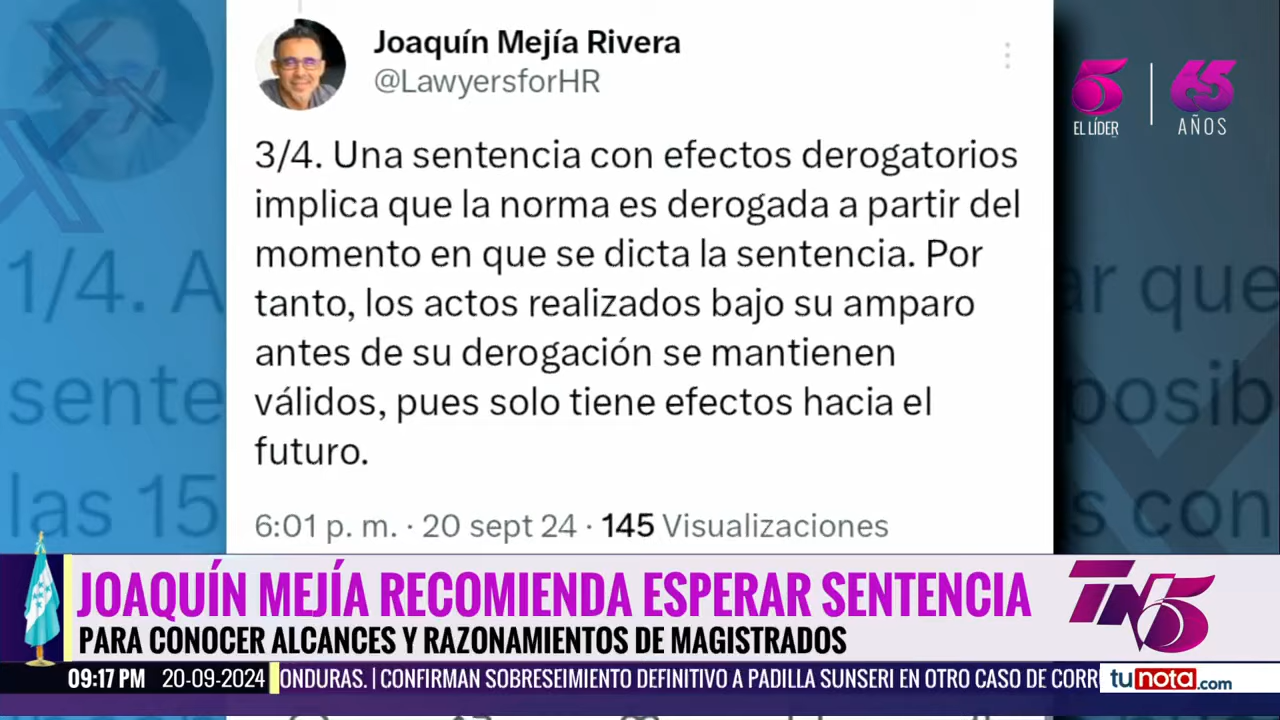 Joaquín Mejía Rivera
@LawyersforHR
3/4. Una sentencia con efectos derogatorios
implica que la norma es derogada a partir del
momento en que se dicta la sentencia. Por
tanto, los actos realizados bajo su amparo
antes de su derogación se mantienen
válidos, pues solo tiene efectos hacia el
futuro.
6:01 p. m. · 20 sept 24 · 145 Visualizaciones
5
EL LÍDER
65
AÑOS
1/4. A
ar que
sente
posib
las 15
s con
JOAQUÍN MEJÍA RECOMIENDA ESPERAR SENTENCIA
PARA CONOCER ALCANCES Y RAZONAMIENTOS DE MAGISTRADOS
TN5
09:17 PM 20-09-2024 ONDURAS. | CONFIRMAN SOBRESEIMIENTO DEFINITIVO A PADILLA SUNSERI EN OTRO CASO DE CORR
tunota.com